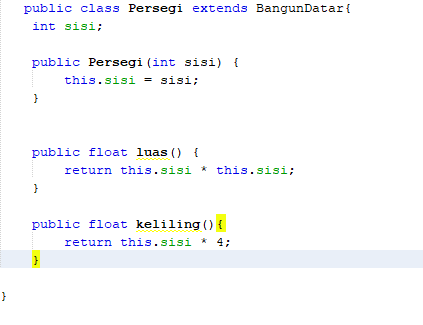 public class Persegi extends BangunDatar{
int sisi;
public Persegi(int sisi) {
this.sisi = sisi;
}
public float luas() {
return this.sisi * this.sisi;
}
public float keliling(){
return this.sisi * 4;
}
}